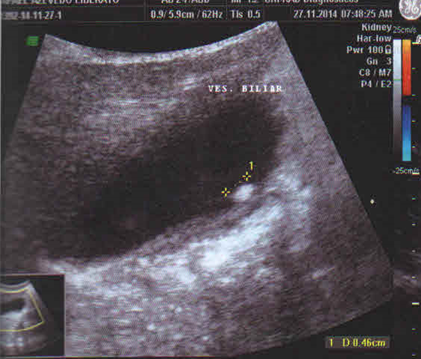 0.9/5.9cm / 62Hz Tls 0.5 27.11.2014 07:48:25 AM
Kidney
Har-low
Pwr 100
Gn 3
C8 / M7
P4 / E2
25cm/s
-25cm/s
VES. BILIAR
1
1 D 0.46cm